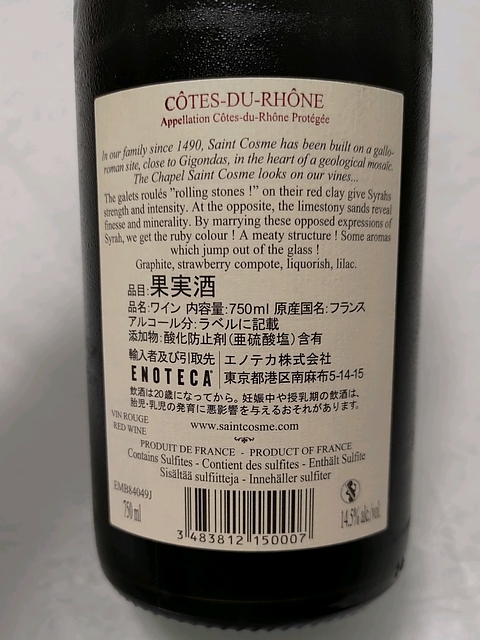 CÔTES-DU-RHÔNE
Appellation Côtes-du-Rhône Protégée
In our family since 1490, Saint Cosme has been built on a gallo-
roman site, close to Gigondas, in the heart of a geological mosaic.
The Chapel Saint Cosme looks on our vines...
The galets roulés "rolling stones !" on their red clay give Syrahs
strength and intensity. At the opposite, the limestony sands reveal
finesse and minerality. By marrying these opposed expressions of
Syrah, we get the ruby colour ! A meaty structure ! Some aromas
which jump out of the glass !
Graphite, strawberry compote, liquorish, lilac.
品目:果実酒
品名:ワイン 内容量:750ml 原産国名:フランス
アルコール分:ラベルに記載
添加物:酸化防止剤(亜硫酸塩)含有
輸入者及び引取先 エノテカ株式会社
ENOTECA 東京都港区南麻布5-14-15
飲酒は20歳になってから。妊娠中や授乳期の飲酒は、
胎児・乳児の発育に悪影響を与えるおそれがあります。
VIN ROUGE
RED WINE
www.saintcosme.com
PRODUIT DE FRANCE - PRODUCT OF FRANCE
Contains Sulfites - Contient des sulfites - Enthält Sulfite
Sisältää sulfiitteja - Innehåller sulfiter
EMB84049J
750 ml
14.5% alc./vol.
3 483812 150007